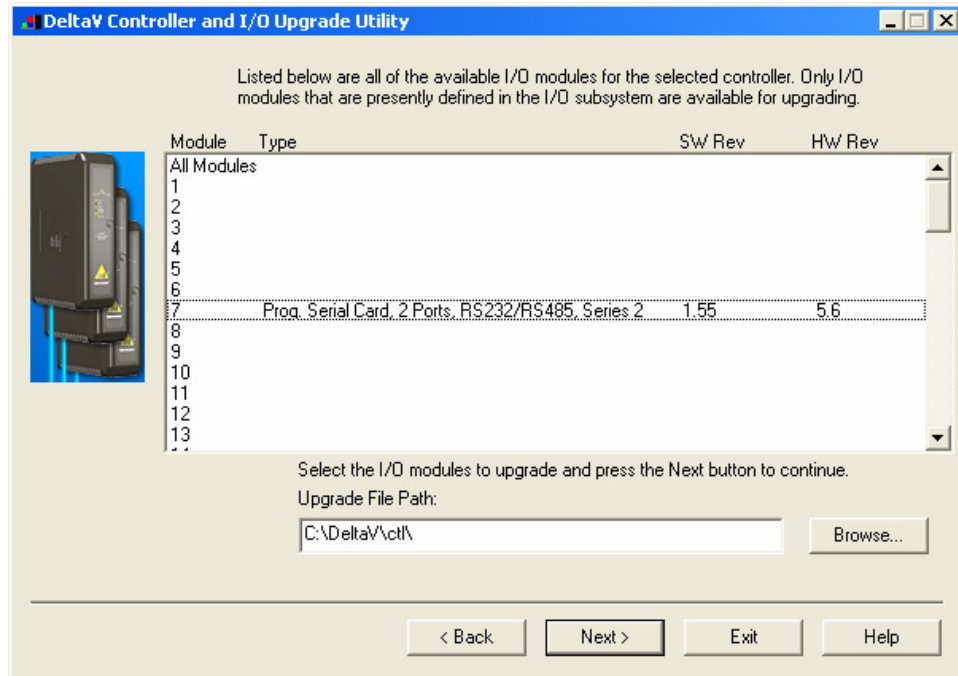 DeltaV Controller and I/O Upgrade Utility
Listed below are all of the available I/O modules for the selected controller. Only I/O
modules that are presently defined in the I/O subsystem are available for upgrading.
Module Type SW Rev HW Rev
All Modules
1
2
3
4
5
6
7 Prog. Serial Card, 2 Ports, RS232/RS485, Series 2 1.55 5.6
8
9
10
11
12
13
Select the I/O modules to upgrade and press the Next button to continue.
Upgrade File Path:
C:\DeltaV\ctl\ Browse...
< Back Next > Exit Help